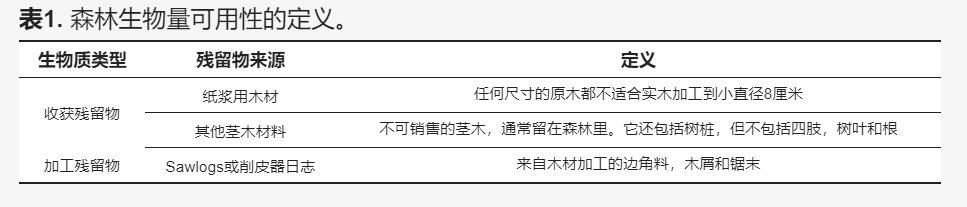 表1. 森林生物量可用性的定义。
生物质类型 残留物来源 定义
收获残留物 纸浆用木材 任何尺寸的原木都不适合实木加工到小直径8厘米
其他茎木材料 不可销售的茎木，通常留在森林里。它还包括树桩，但不包括四肢，树叶和根
加工残留物 Sawlogs或削皮器日志 来自木材加工的边角料，木屑和锯末